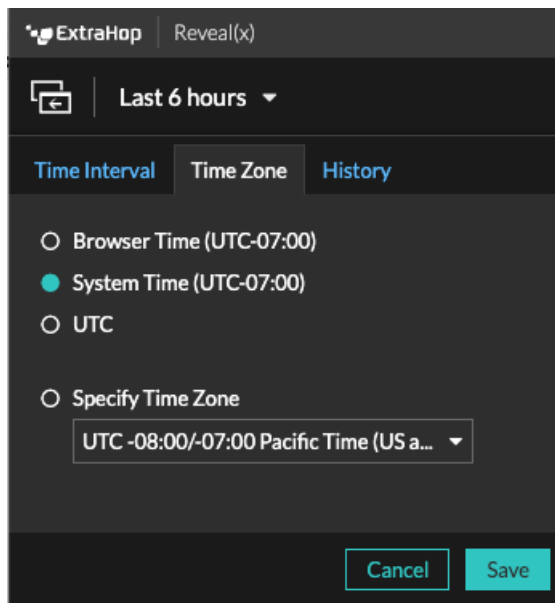 ExtraHop Reveal(x)
Last 6 hours
Time Interval Time Zone History
Browser Time (UTC-07:00)
System Time (UTC-07:00)
UTC
Specify Time Zone
UTC -08:00/-07:00 Pacific Time (US a...
Cancel Save